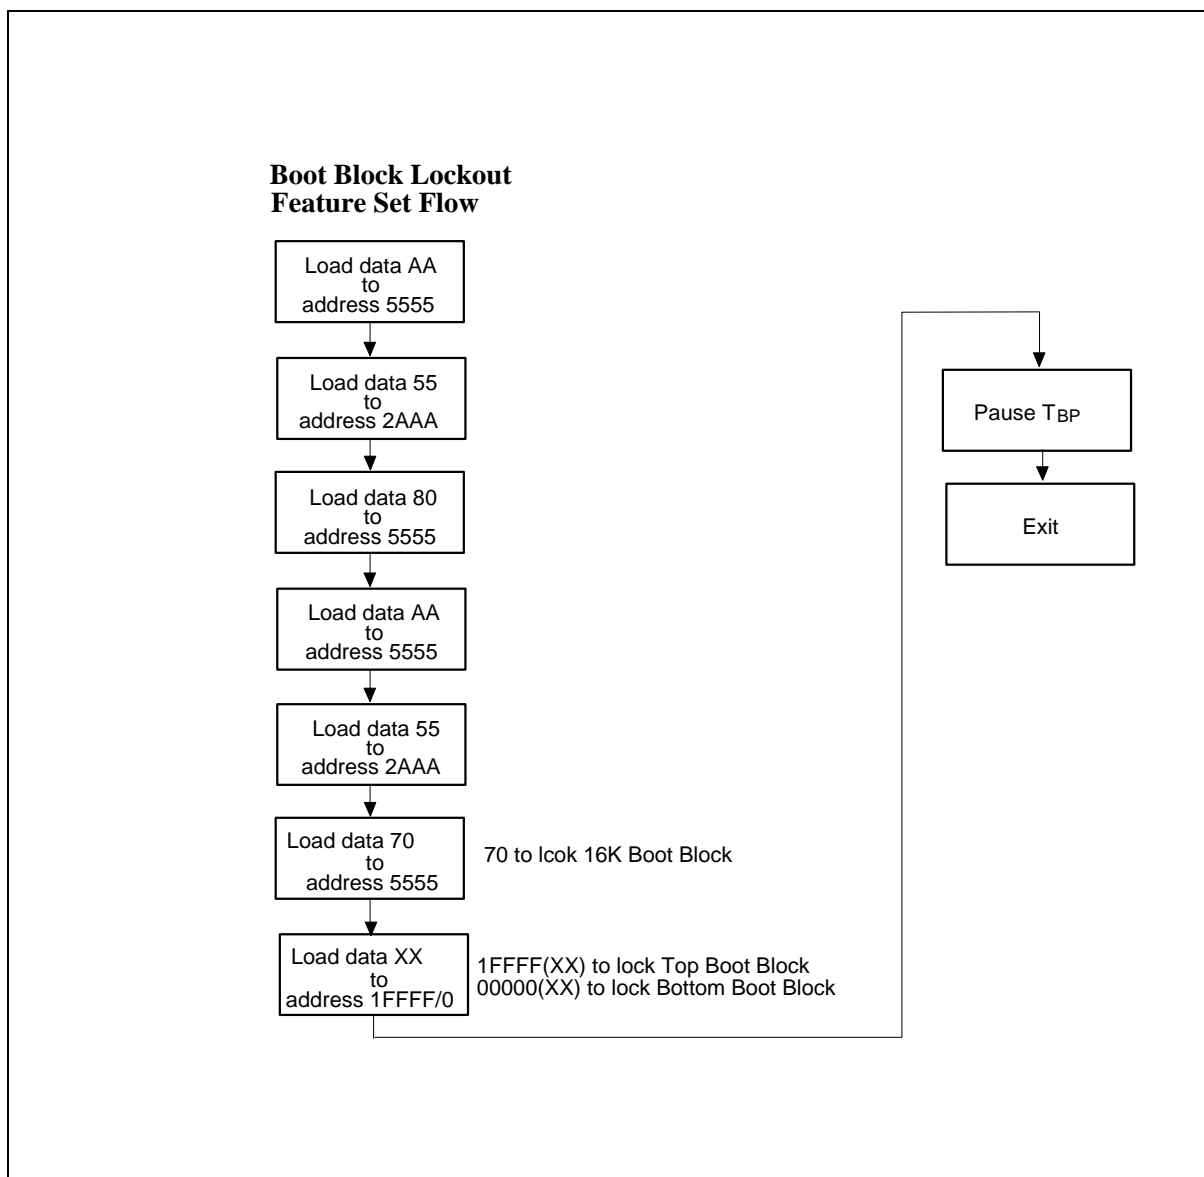 Boot Block Lockout
Feature Set Flow
Load data AA
to
address 5555
Load data 55
to
address 2AAA
Load data 80
to
address 5555
Load data AA
to
address 5555
Load data 55
to
address 2AAA
Load data 70
to
address 5555
70 to lcok 16K Boot Block
Load data XX
to
address 1FFFF/0
1FFFF(XX) to lock Top Boot Block
00000(XX) to lock Bottom Boot Block
Pause TBP
Exit